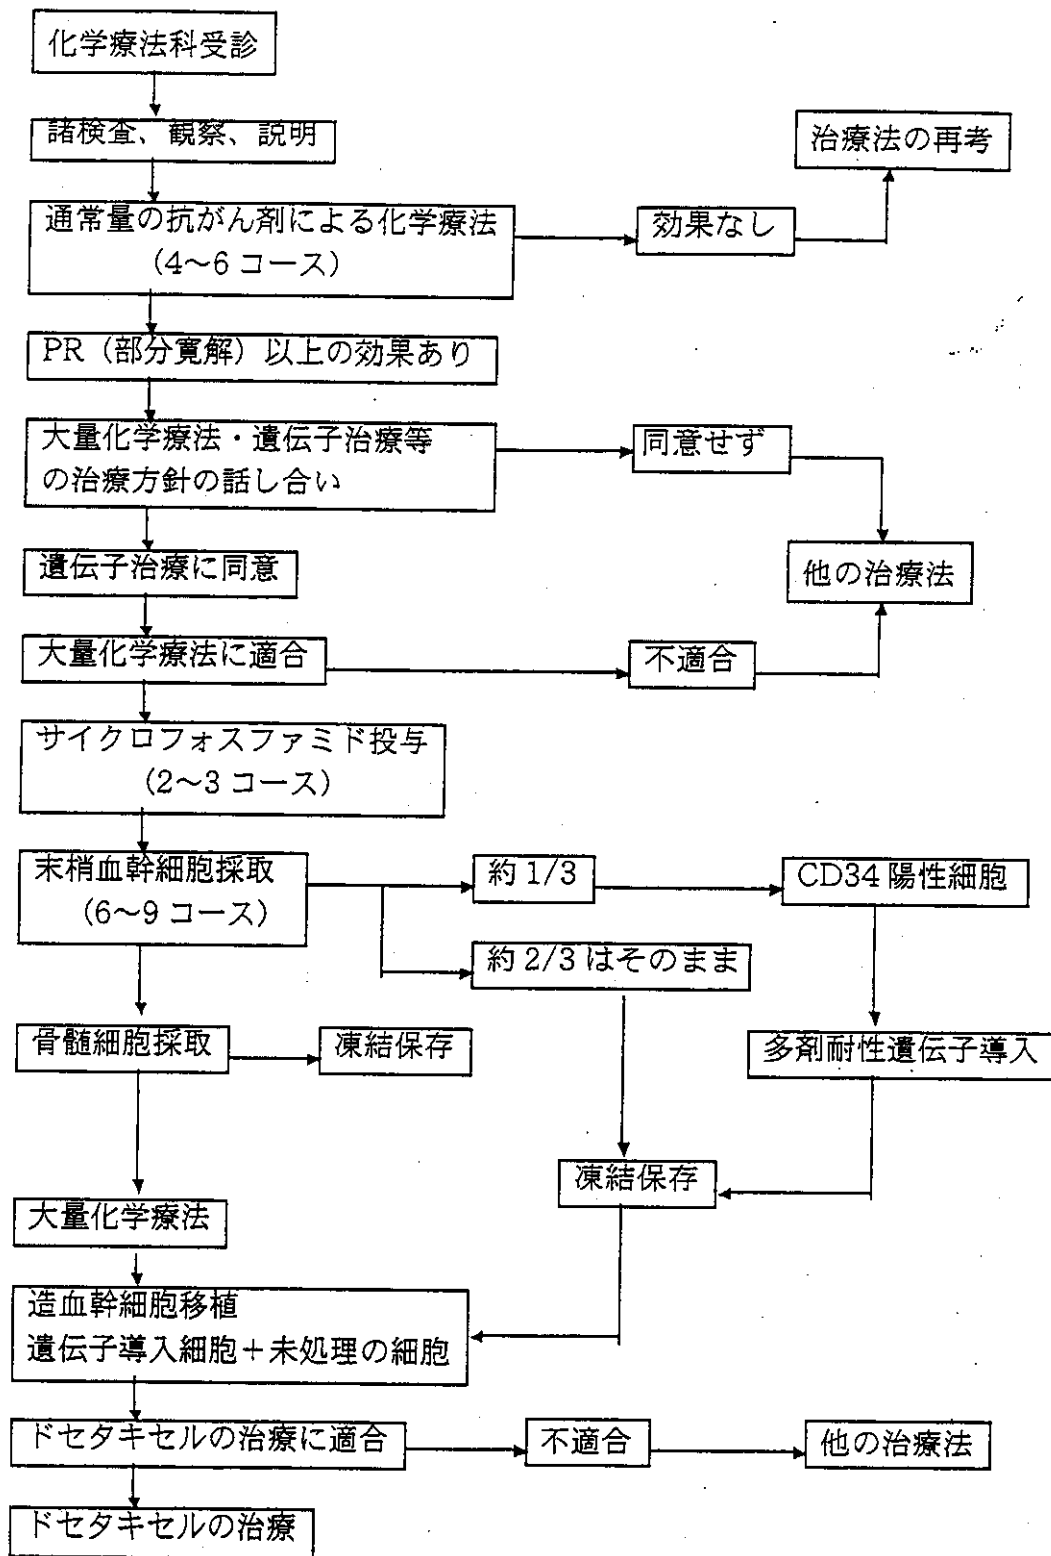 化学療法科受診
諸検査、観察、説明
治療法の再考
通常量の抗がん剤による化学療法
(4〜6 コース)
効果なし
PR(部分寛解)以上の効果あり
大量化学療法・遺伝子治療等
の治療方針の話し合い
同意せず
遺伝子治療に同意
他の治療法
大量化学療法に適合
不適合
サイクロフォスファミド投与
(2〜3 コース)
末梢血幹細胞採取
(6〜9 コース)
約 1/3
CD34 陽性細胞
約 2/3 はそのまま
骨髄細胞採取
凍結保存
多剤耐性遺伝子導入
凍結保存
大量化学療法
造血幹細胞移植
遺伝子導入細胞+未処理の細胞
ドセタキセルの治療に適合
不適合
他の治療法
ドセタキセルの治療